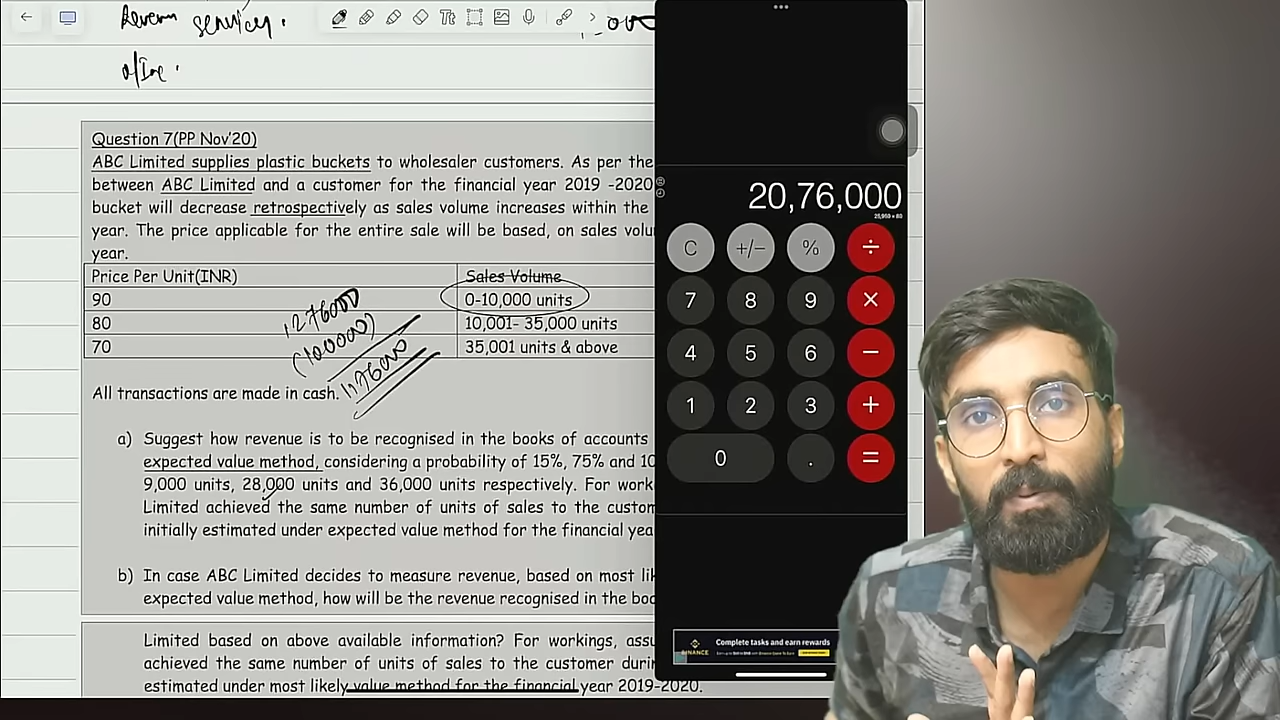 Revenue service.
Question 7(PP Nov'20)
ABC Limited supplies plastic buckets to wholesaler customers. As per the
between ABC Limited and a customer for the financial year 2019 -2020
bucket will decrease retrospectively as sales volume increases within the
year. The price applicable for the entire sale will be based, on sales volu
year.
Price Per Unit(INR) Sales Volume
90 0-10,000 units
80 10,001- 35,000 units
70 35,001 units & above
1276000
(100000)
1176000
All transactions are made in cash.
a) Suggest how revenue is to be recognised in the books of accounts
expected value method, considering a probability of 15%, 75% and 10
9,000 units, 28,000 units and 36,000 units respectively. For work
Limited achieved the same number of units of sales to the custom
initially estimated under expected value method for the financial yea
b) In case ABC Limited decides to measure revenue, based on most lik
expected value method, how will be the revenue recognised in the boo
Limited based on above available information? For workings, assu
achieved the same number of units of sales to the customer duri
estimated under most likely value method for the financial year 2019-2020.
20,76,000
25,950 × 80
C +/− % ÷
7 8 9 ×
4 5 6 −
1 2 3 +
0 . =
BINANCE
Complete tasks and earn rewards